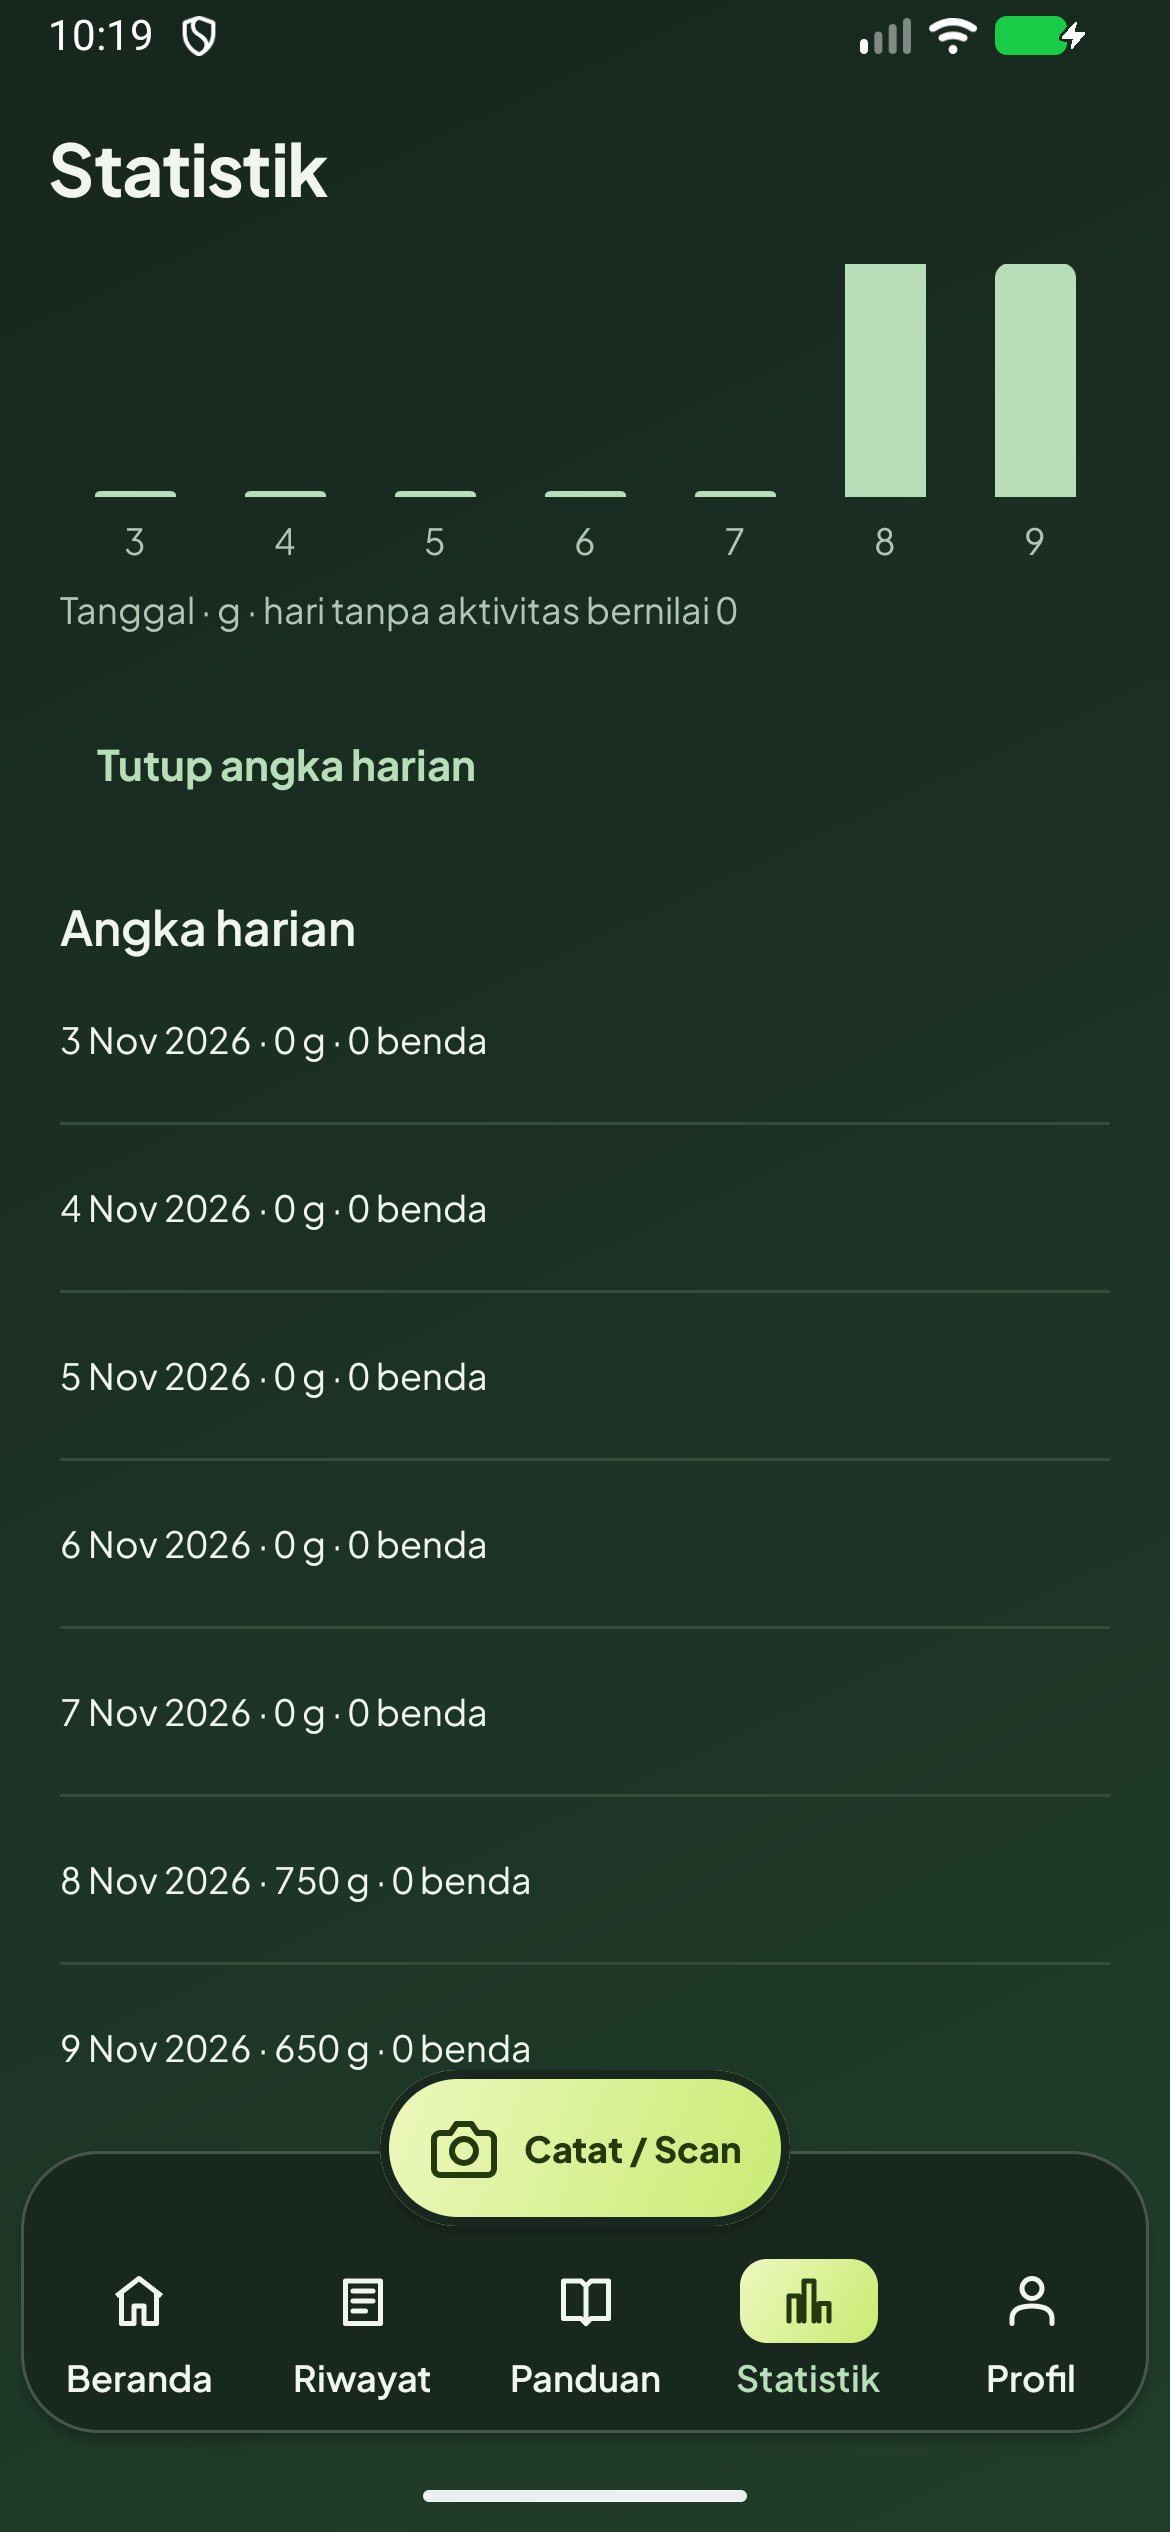 10:19
Statistik
3 4 5 6 7 8 9
Tanggal · g · hari tanpa aktivitas bernilai 0
Tutup angka harian
Angka harian
3 Nov 2026 · 0 g · 0 benda
4 Nov 2026 · 0 g · 0 benda
5 Nov 2026 · 0 g · 0 benda
6 Nov 2026 · 0 g · 0 benda
7 Nov 2026 · 0 g · 0 benda
8 Nov 2026 · 750 g · 0 benda
9 Nov 2026 · 650 g · 0 benda
Catat / Scan
Beranda Riwayat Panduan Statistik Profil